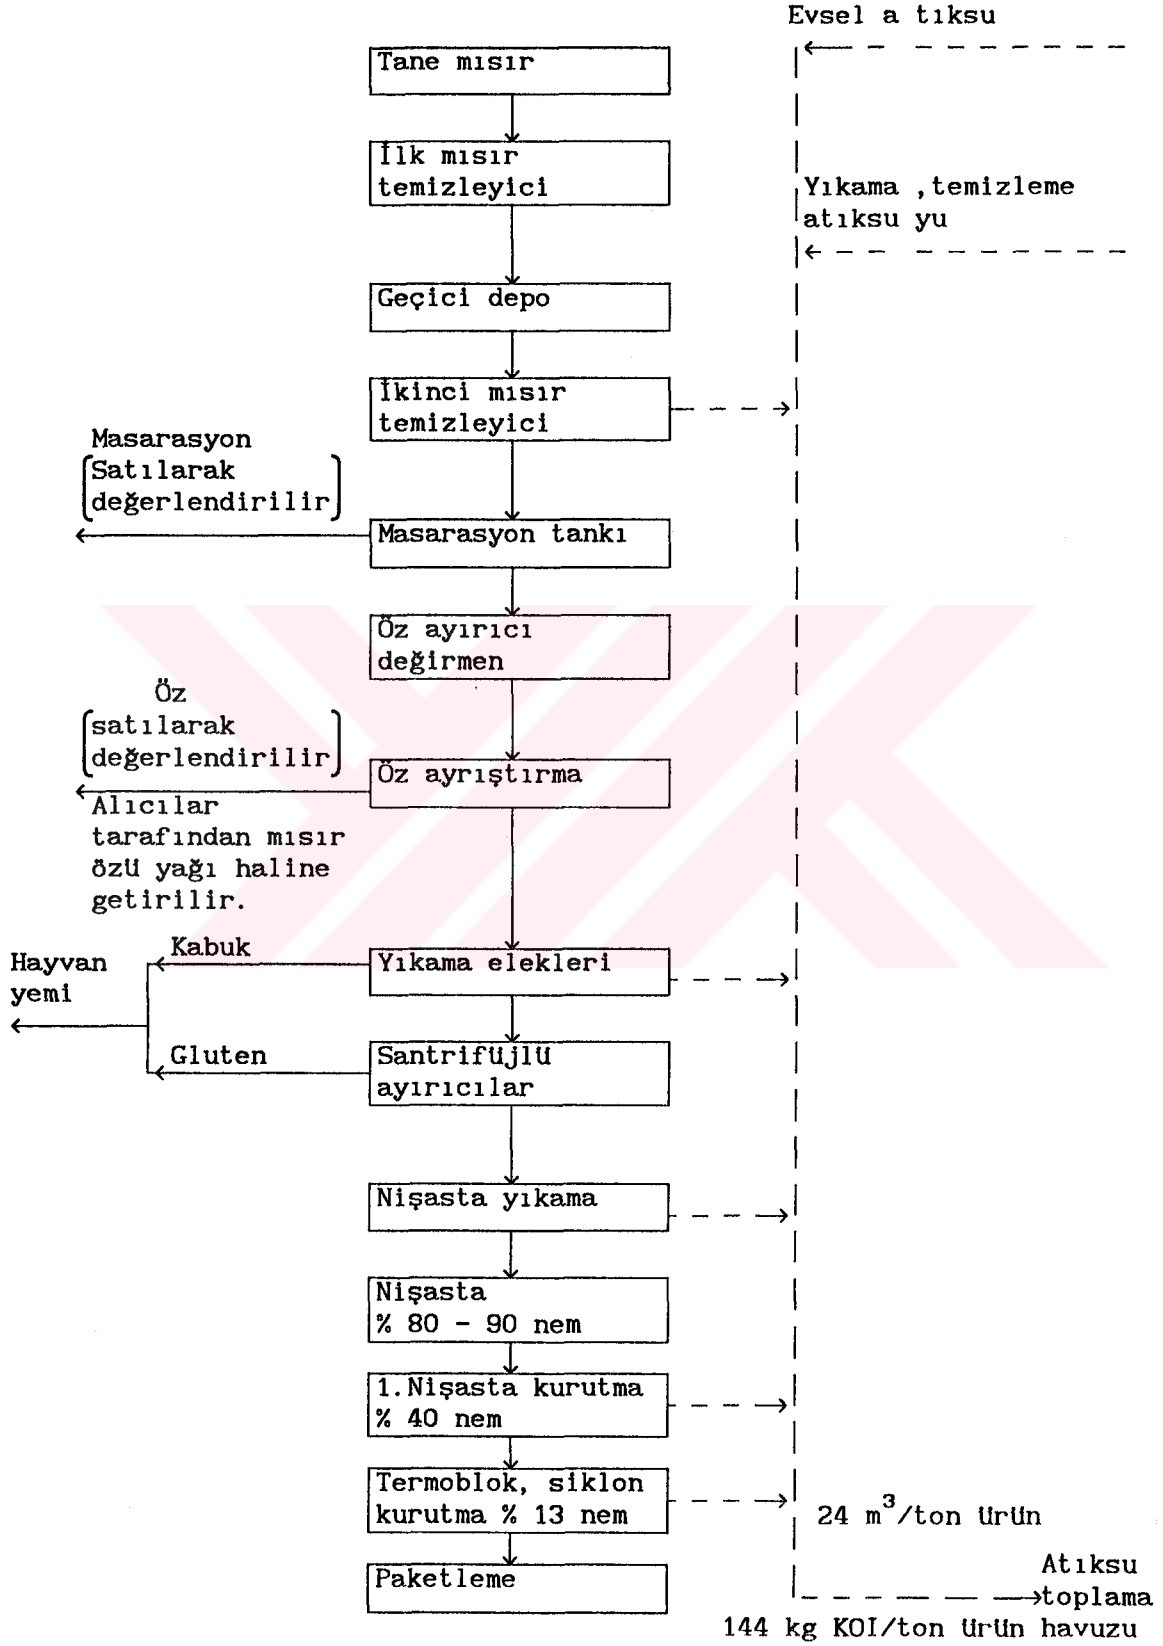 Evsel a tıksu
Tane mısır
İlk mısır
temizleyici
Yıkama ,temizleme
atıksu yu
Geçici depo
İkinci mısır
temizleyici
Masarasyon
Satılarak
değerlendirilir
Masarasyon tankı
Öz ayırıcı
değirmen
Öz
satılarak
değerlendirilir
Öz ayrıştırma
Alıcılar
tarafından mısır
özü yağı haline
getirilir.
Kabuk
Hayvan
yemi
Yıkama elekleri
Gluten
Santrifüjlü
ayırıcılar
Nişasta yıkama
Nişasta
% 80 - 90 nem
1.Nişasta kurutma
% 40 nem
Termoblok, siklon
kurutma % 13 nem
24 m³/ton ürün
Paketleme
Atıksu
toplama
144 kg KOI/ton ürün havuzu